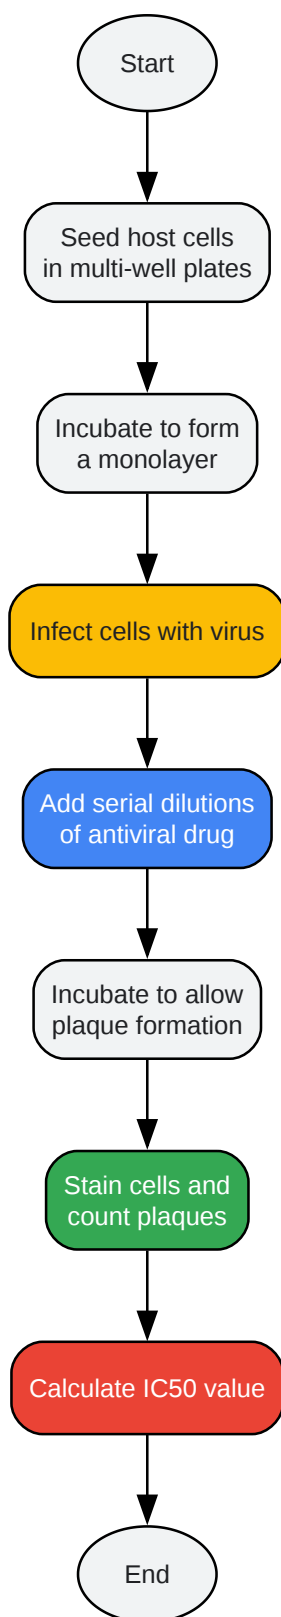 Start
Seed host cells
in multi-well plates
Incubate to form
a monolayer
Infect cells with virus
Add serial dilutions
of antiviral drug
Incubate to allow
plaque formation
Stain cells and
count plaques
Calculate IC50 value
End